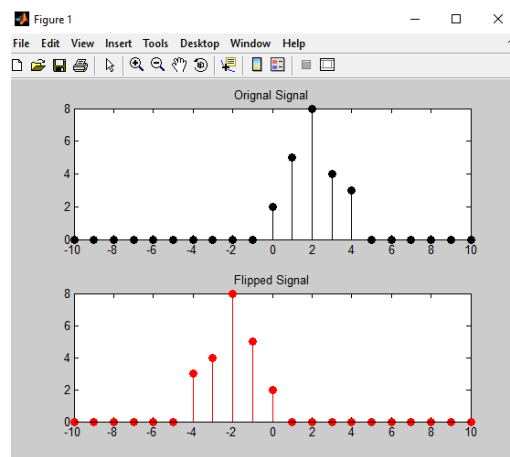 Figure 1
File Edit View Insert Tools Desktop Window Help
Orignal Signal
8
6
4
2
0
-10 -8 -6 -4 -2 0 2 4 6 8 10
Flipped Signal
8
6
4
2
0
-10 -8 -6 -4 -2 0 2 4 6 8 10